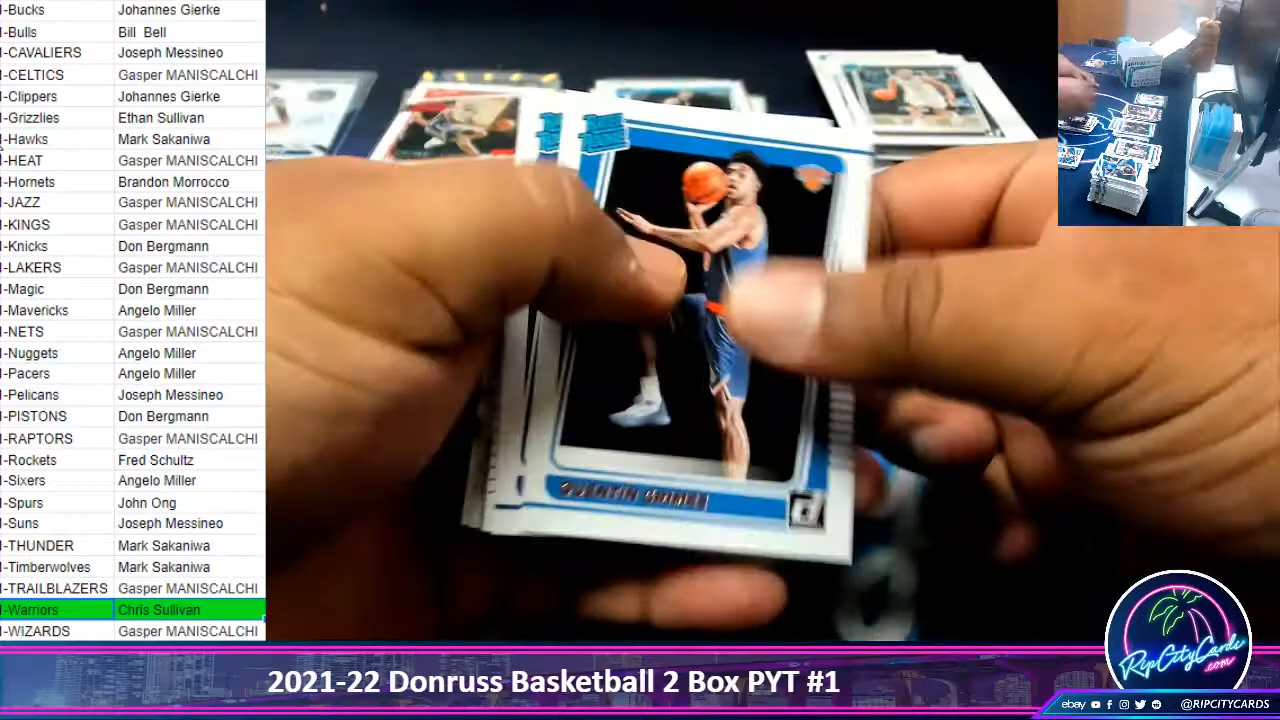 I-Bucks Johannes Gierke
I-Bulls Bill Bell
I-CAVALIERS Joseph Messineo
I-CELTICS Gasper MANISCALCHI
I-Clippers Johannes Gierke
I-Grizzlies Ethan Sullivan
I-Hawks Mark Sakaniwa
I-HEAT Gasper MANISCALCHI
I-Hornets Brandon Morrocco
I-JAZZ Gasper MANISCALCHI
I-KINGS Gasper MANISCALCHI
I-Knicks Don Bergmann
I-LAKERS Gasper MANISCALCHI
I-Magic Don Bergmann
I-Mavericks Angelo Miller
I-NETS Gasper MANISCALCHI
I-Nuggets Angelo Miller
I-Pacers Angelo Miller
I-Pelicans Joseph Messineo
I-PISTONS Don Bergmann
I-RAPTORS Gasper MANISCALCHI
I-Rockets Fred Schultz
I-Sixers Angelo Miller
I-Spurs John Ong
I-Suns Joseph Messineo
I-THUNDER Mark Sakaniwa
I-Timberwolves Mark Sakaniwa
I-TRAILBLAZERS Gasper MANISCALCHI
I-Warriors Chris Sullivan
I-WIZARDS Gasper MANISCALCHI
RipCityCards
.com
2021-22 Donruss Basketball 2 Box PYT #1
ebay @RIPCITYCARDS